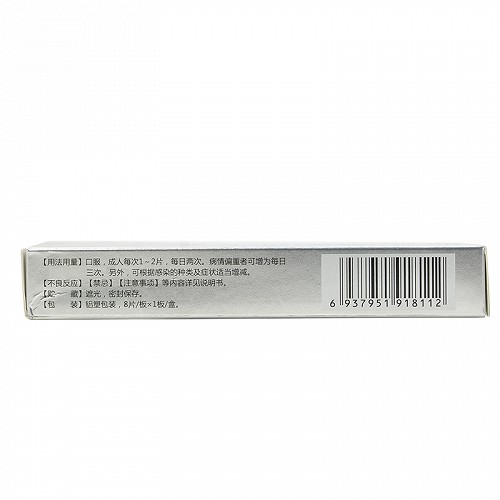 【用法用量】口服，成人每次1～2片，每日两次。病情偏重者可增为每日
三次。另外，可根据感染的种类及症状适当增减。
【不良反应】【禁忌】【注意事项】等内容详见说明书。
【贮　　藏】遮光，密封保存。
【包　　装】铝塑包装，8片/板×1板/盒。
6 937951 918112